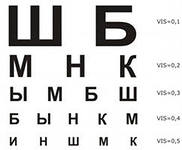 Ш Б VIS=0,1
М Н К VIS=0,2
Ы М Б Ш VIS=0,3
Б Ы Н К М VIS=0,4
И Н Ш М К VIS=0,5